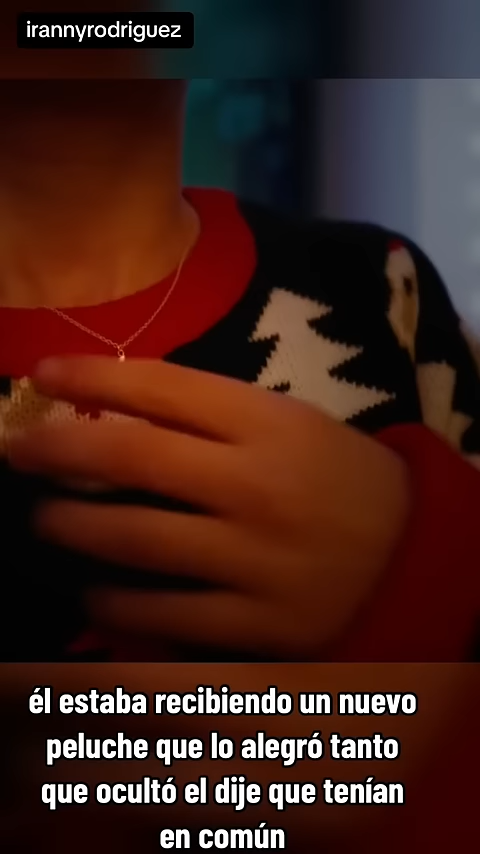 irannyrodriguez
él estaba recibiendo un nuevo
peluche que lo alegró tanto
que ocultó el dije que tenían
en común